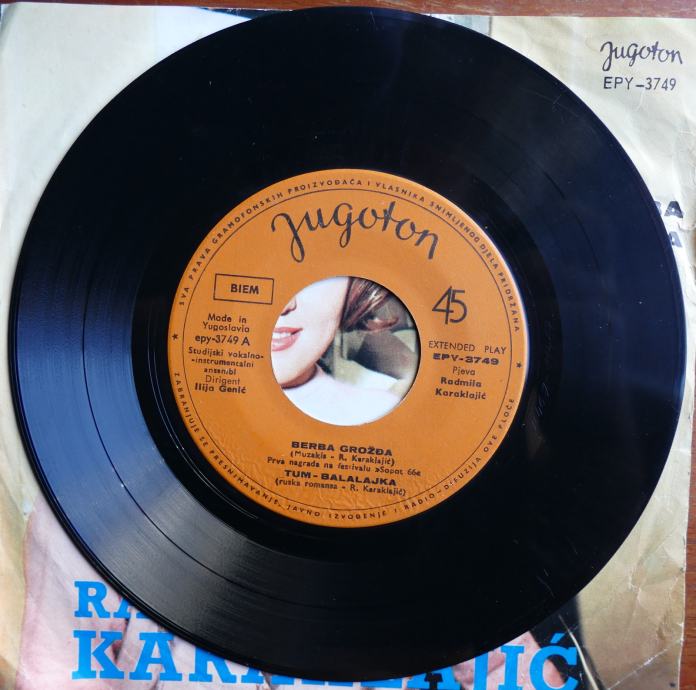 Jugoton
EPY-3749
SVA PRAVA GRAMOFONSKIH PROIZVOĐAČA I VLASNIKA SNIMLJENOG DJELA PRIDRŽANA
★ ZABRANJUJE SE PRESNIMAVANJE, JAVNO IZVOĐENJE I RADIO-DIFUZIJA OVE PLOČE ★
Jugoton
BIEM
45
Made in
Yugoslavia
epy-3749 A
Studijski vokalno-
-instrumentalni
ansambl
Dirigent
Ilija Genić
EXTENDED PLAY
EPY-3749
Pjeva
Radmila
Karaklajić
BERBA GROŽĐA
(Muzakis - R. Karaklajić)
Prva nagrada na festivalu »Sopot 66«
TUM-BALALAJKA
(ruska romansa - R. Karaklajić)